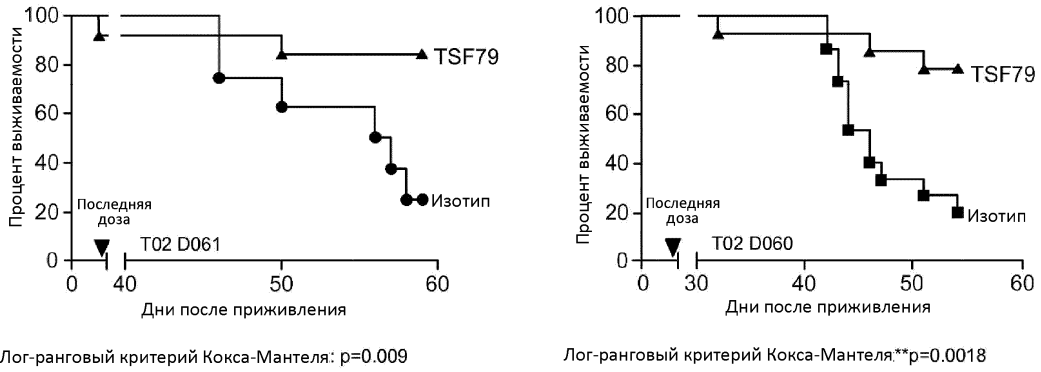 Процент выживаемости
100
80
60
40
20
0
TSF79
Изотип
Последняя
доза
T02 D061
0 40 50 60
Дни после приживления
Лог-ранговый критерий Кокса-Мантеля: p=0.009
Процент выживаемости
100
80
60
40
20
0
TSF79
Изотип
Последняя
доза
T02 D060
0 30 40 50 60
Дни после приживления
Лог-ранговый критерий Кокса-Мантеля:**p=0.0018